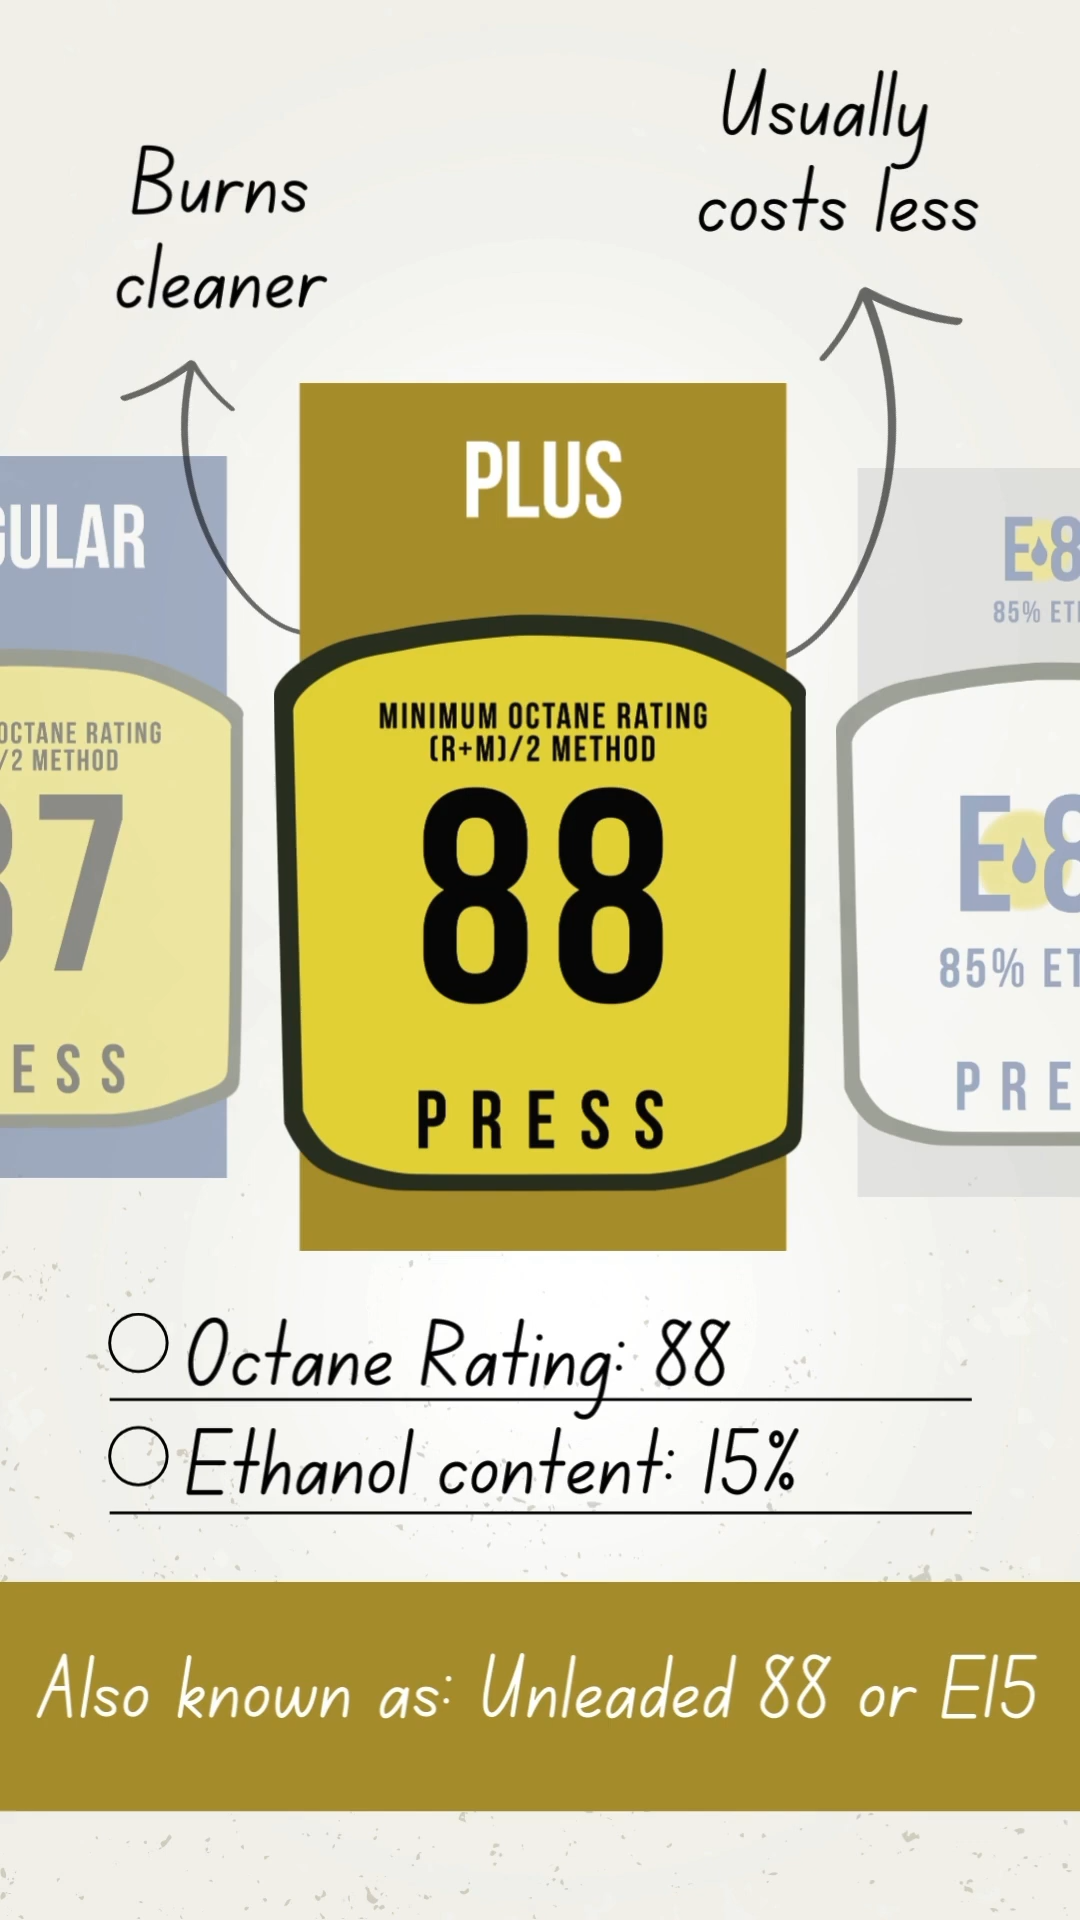 Usually
costs less
Burns
cleaner
PLUS
MINIMUM OCTANE RATING
(R+M)/2 METHOD
88
PRESS
GULAR
OCTANE RATING
/2 METHOD
87
RESS
E8
85% ET
E8
85% ET
PRE
Octane Rating: 88
Ethanol content: 15%
Also known as: Unleaded 88 or E15